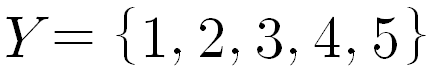 Y = {1, 2, 3, 4, 5}